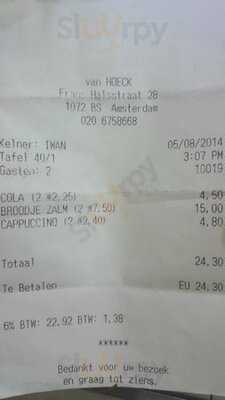 Sluurpy
van HOECK
Frans Halsstraat 28
1072 BS Amsterdam
020 6758668
Kelner: IWAN 05/08/2014
Tafel 40/1 3:07 PM
Gasten: 2 10019
COLA (2 *2,25) 4,50
BROODJE ZALM (2 *7,50) 15,00
CAPPUCCINO (2 *2,40) 4,80
Totaal 24,30
Te Betalen EU 24,30
6% BTW: 22,92 BTW: 1,38
******
Bedankt voor uw bezoek
en graag tot ziens.